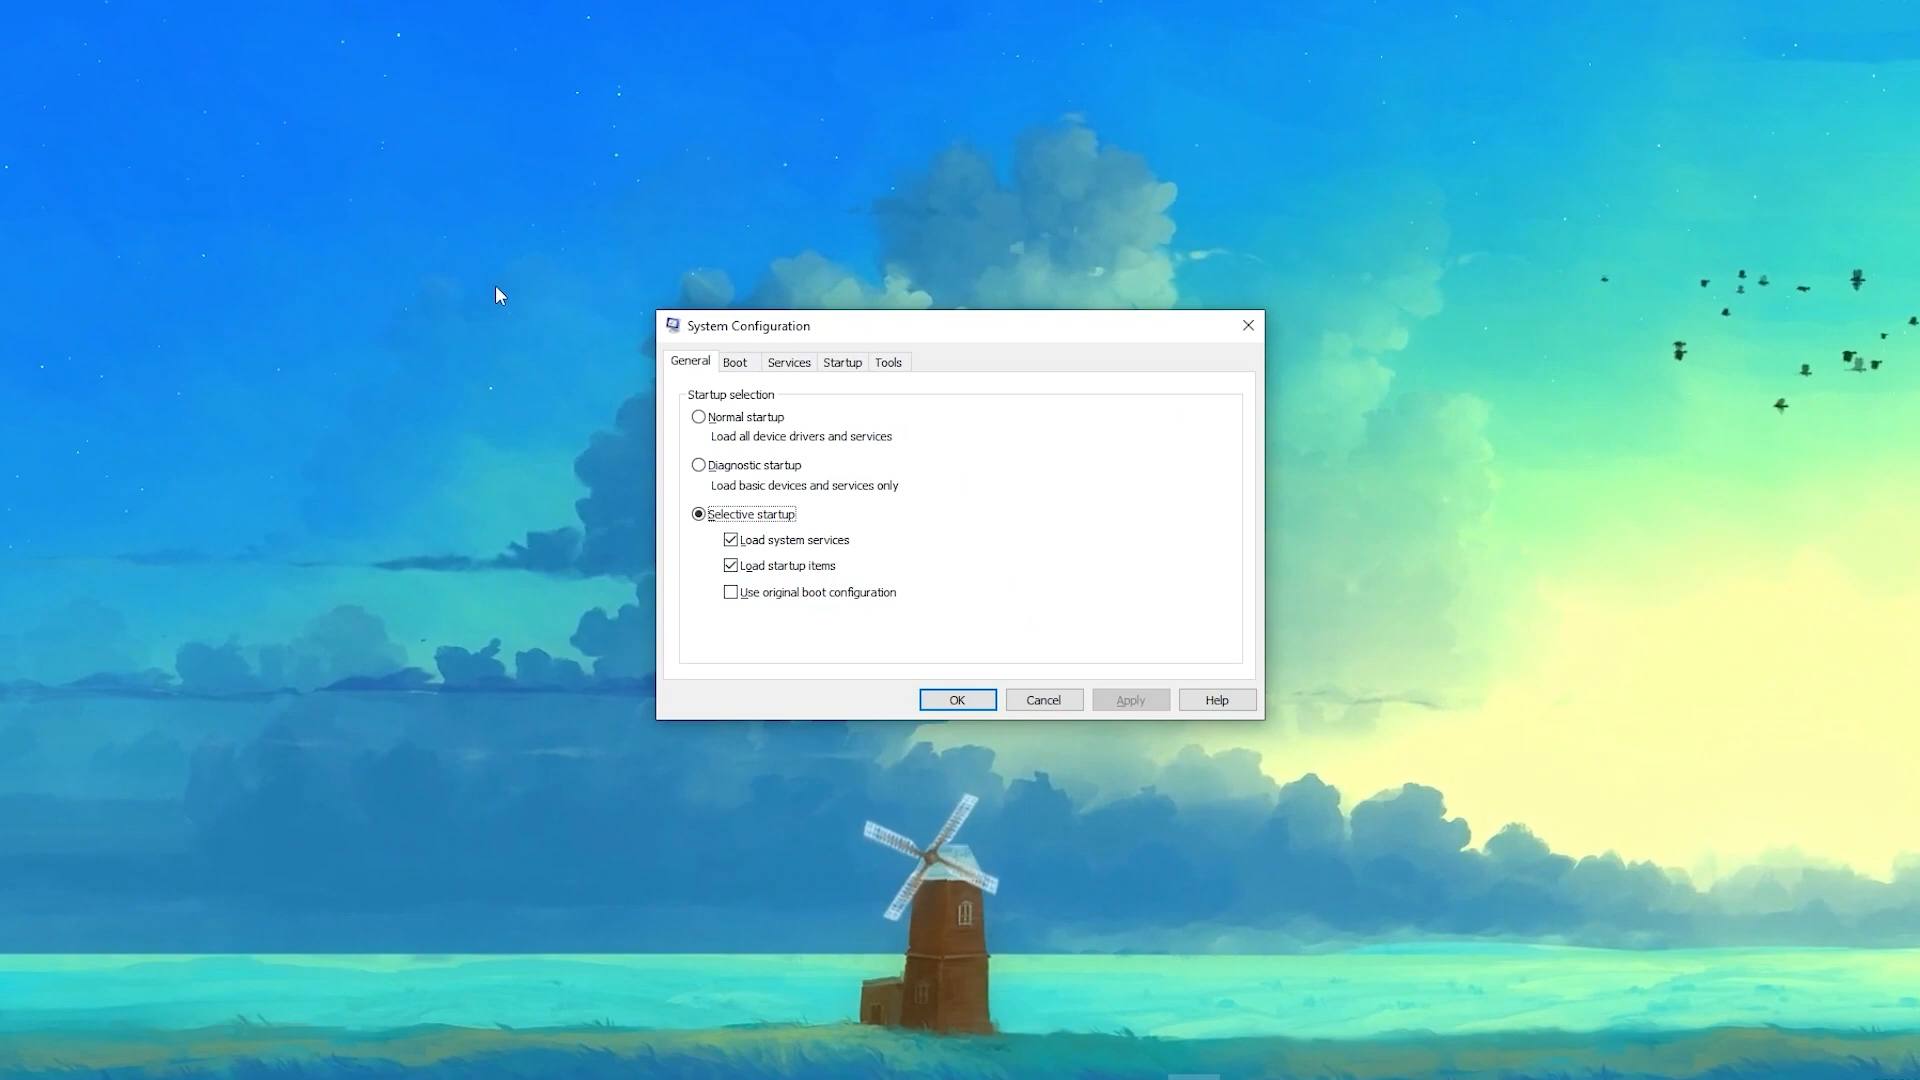 System Configuration
General Boot Services Startup Tools
Startup selection
Normal startup
Load all device drivers and services
Diagnostic startup
Load basic devices and services only
Selective startup
Load system services
Load startup items
Use original boot configuration
OK Cancel Apply Help